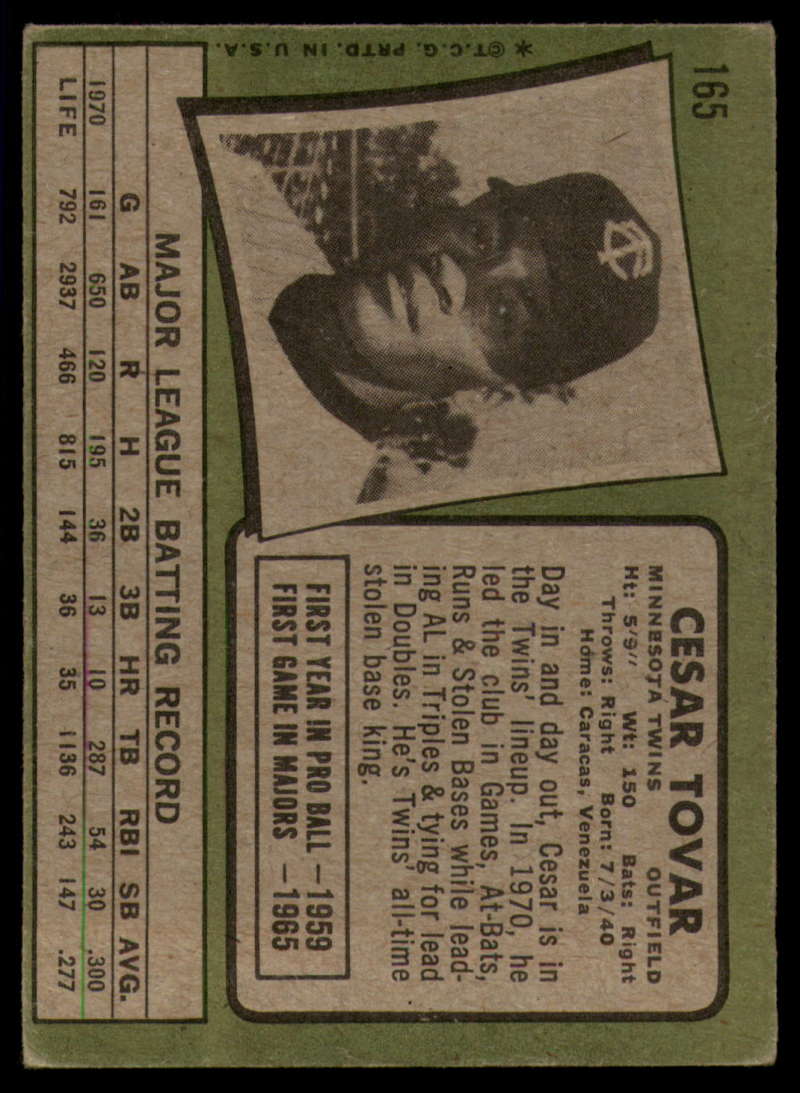 165
* ©T.C.G. PRTD. IN U.S.A.
TC
CESAR TOVAR
MINNESOTA TWINS OUTFIELD
Ht: 5'9" Wt: 150 Bats: Right
Throws: Right Born: 7/3/40
Home: Caracas, Venezuela
Day in and day out, Cesar is in
the Twins' lineup. In 1970, he
led the club in Games, At-Bats,
Runs & Stolen Bases while lead-
ing AL in Triples & tying for lead
in Doubles. He's Twins' all-time
stolen base king.
FIRST YEAR IN PRO BALL – 1959
FIRST GAME IN MAJORS – 1965
MAJOR LEAGUE BATTING RECORD
G AB R H 2B 3B HR TB RBI SB AVG.
1970 161 650 120 195 36 13 10 287 54 30 .300
LIFE 792 2937 466 815 144 36 35 1136 243 147 .277